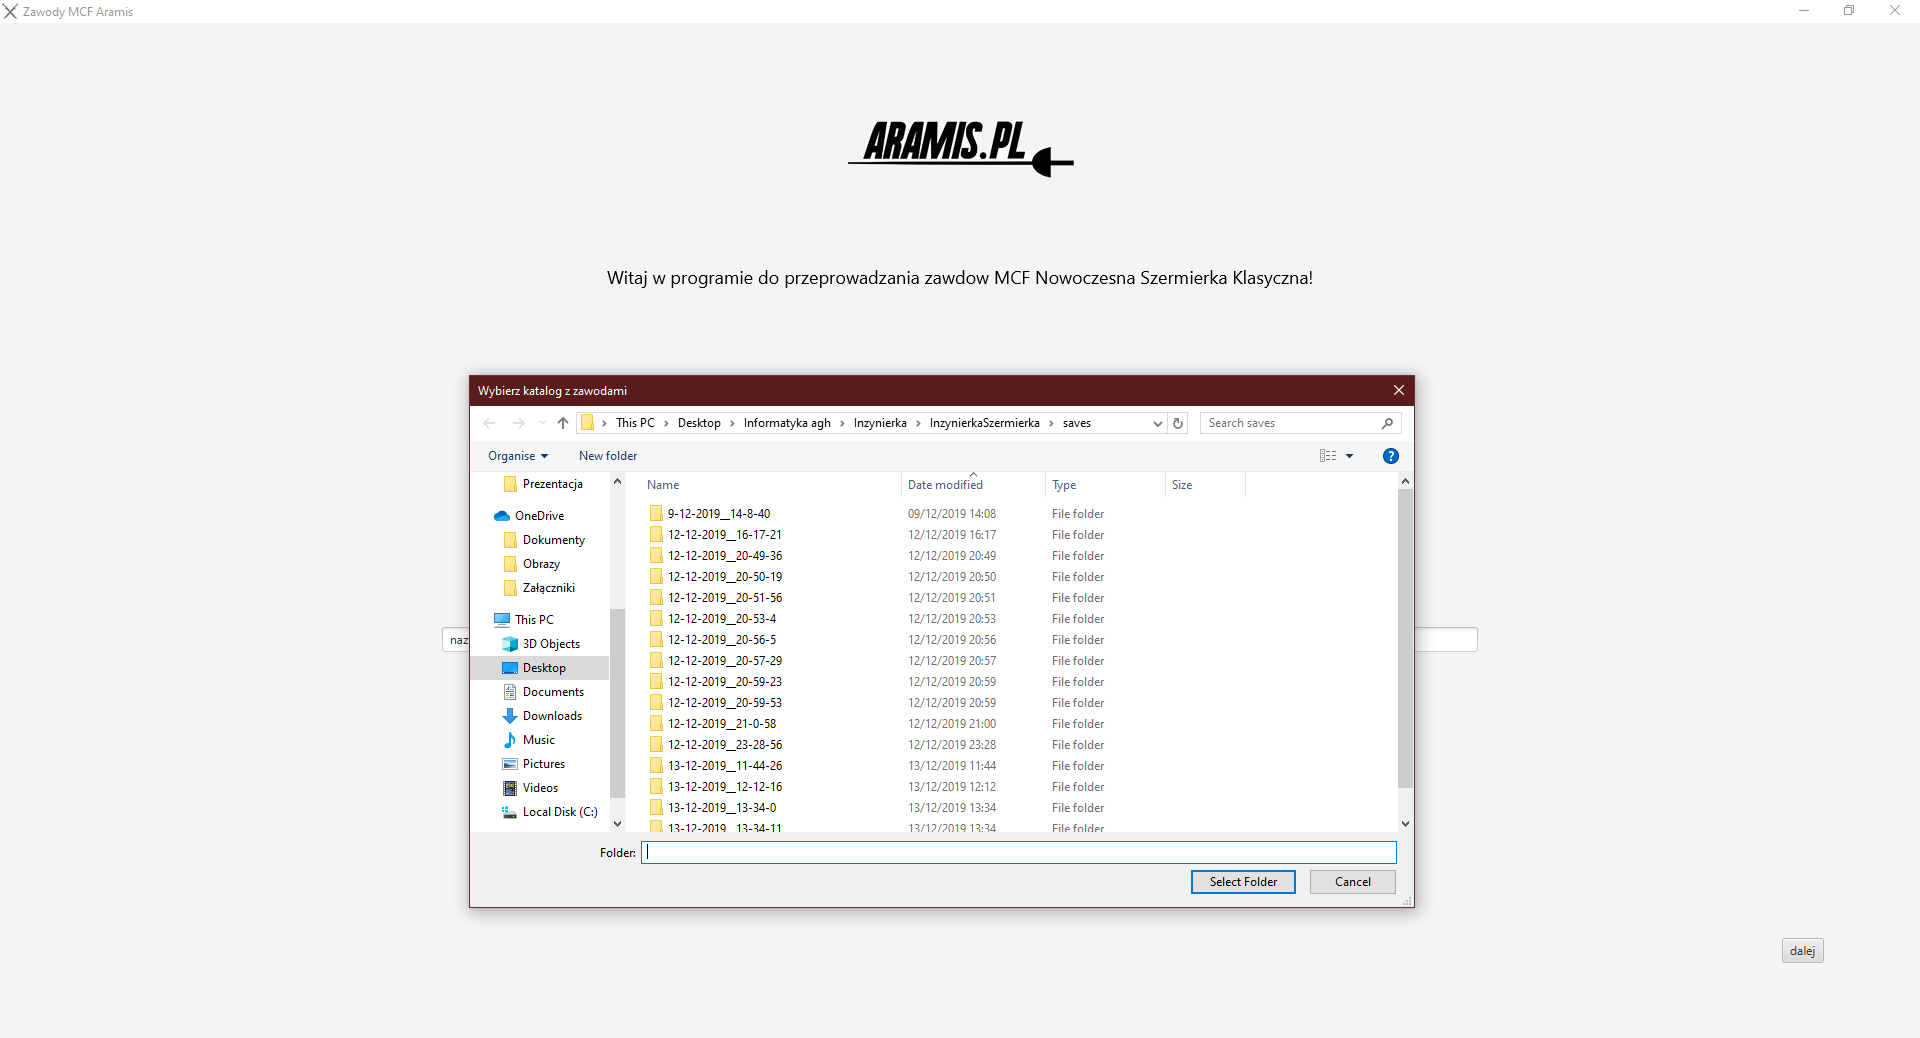 Zawody MCF Aramis
ARAMIS.PL
Witaj w programie do przeprowadzania zawdow MCF Nowoczesna Szermierka Klasyczna!
Wybierz katalog z zawodami
This PC > Desktop > Informatyka agh > Inzynierka > InzynierkaSzermierka > saves
Search saves
Organise
New folder
Prezentacja
OneDrive
Dokumenty
Obrazy
Załączniki
This PC
3D Objects
Desktop
Documents
Downloads
Music
Pictures
Videos
Local Disk (C:)
Name Date modified Type Size
9-12-2019__14-8-40 09/12/2019 14:08 File folder
12-12-2019__16-17-21 12/12/2019 16:17 File folder
12-12-2019__20-49-36 12/12/2019 20:49 File folder
12-12-2019__20-50-19 12/12/2019 20:50 File folder
12-12-2019__20-51-56 12/12/2019 20:51 File folder
12-12-2019__20-53-4 12/12/2019 20:53 File folder
12-12-2019__20-56-5 12/12/2019 20:56 File folder
12-12-2019__20-57-29 12/12/2019 20:57 File folder
12-12-2019__20-59-23 12/12/2019 20:59 File folder
12-12-2019__20-59-53 12/12/2019 20:59 File folder
12-12-2019__21-0-58 12/12/2019 21:00 File folder
12-12-2019__23-28-56 12/12/2019 23:28 File folder
13-12-2019__11-44-26 13/12/2019 11:44 File folder
13-12-2019__12-12-16 13/12/2019 12:12 File folder
13-12-2019__13-34-0 13/12/2019 13:34 File folder
13-12-2019__13-34-11 13/12/2019 13:34 File folder
naz
Folder:
Select Folder
Cancel
dalej